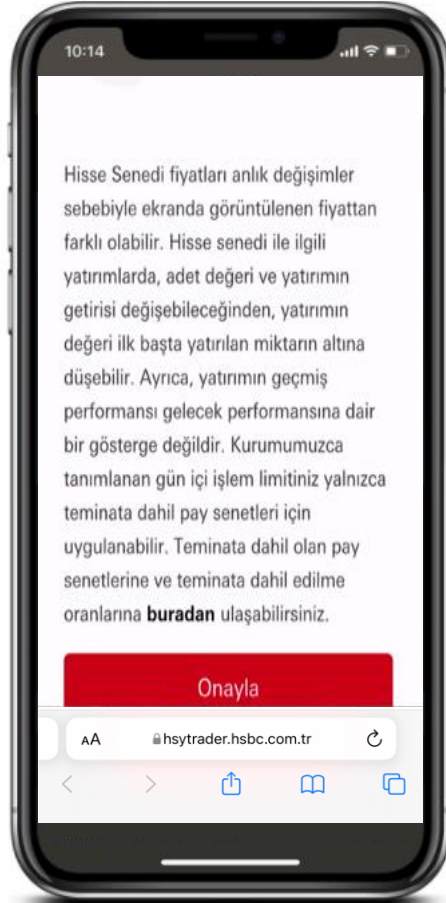 10:14
Hisse Senedi fiyatları anlık değişimler
sebebiyle ekranda görüntülenen fiyattan
farklı olabilir. Hisse senedi ile ilgili
yatırımlarda, adet değeri ve yatırımın
getirisi değişebileceğinden, yatırımın
değeri ilk başta yatırılan miktarın altına
düşebilir. Ayrıca, yatırımın geçmiş
performansı gelecek performansına dair
bir gösterge değildir. Kurumumuzca
tanımlanan gün içi işlem limitiniz yalnızca
teminata dahil pay senetleri için
uygulanabilir. Teminata dahil olan pay
senetlerine ve teminata dahil edilme
oranlarına buradan ulaşabilirsiniz.
Onayla
AA hsytrader.hsbc.com.tr